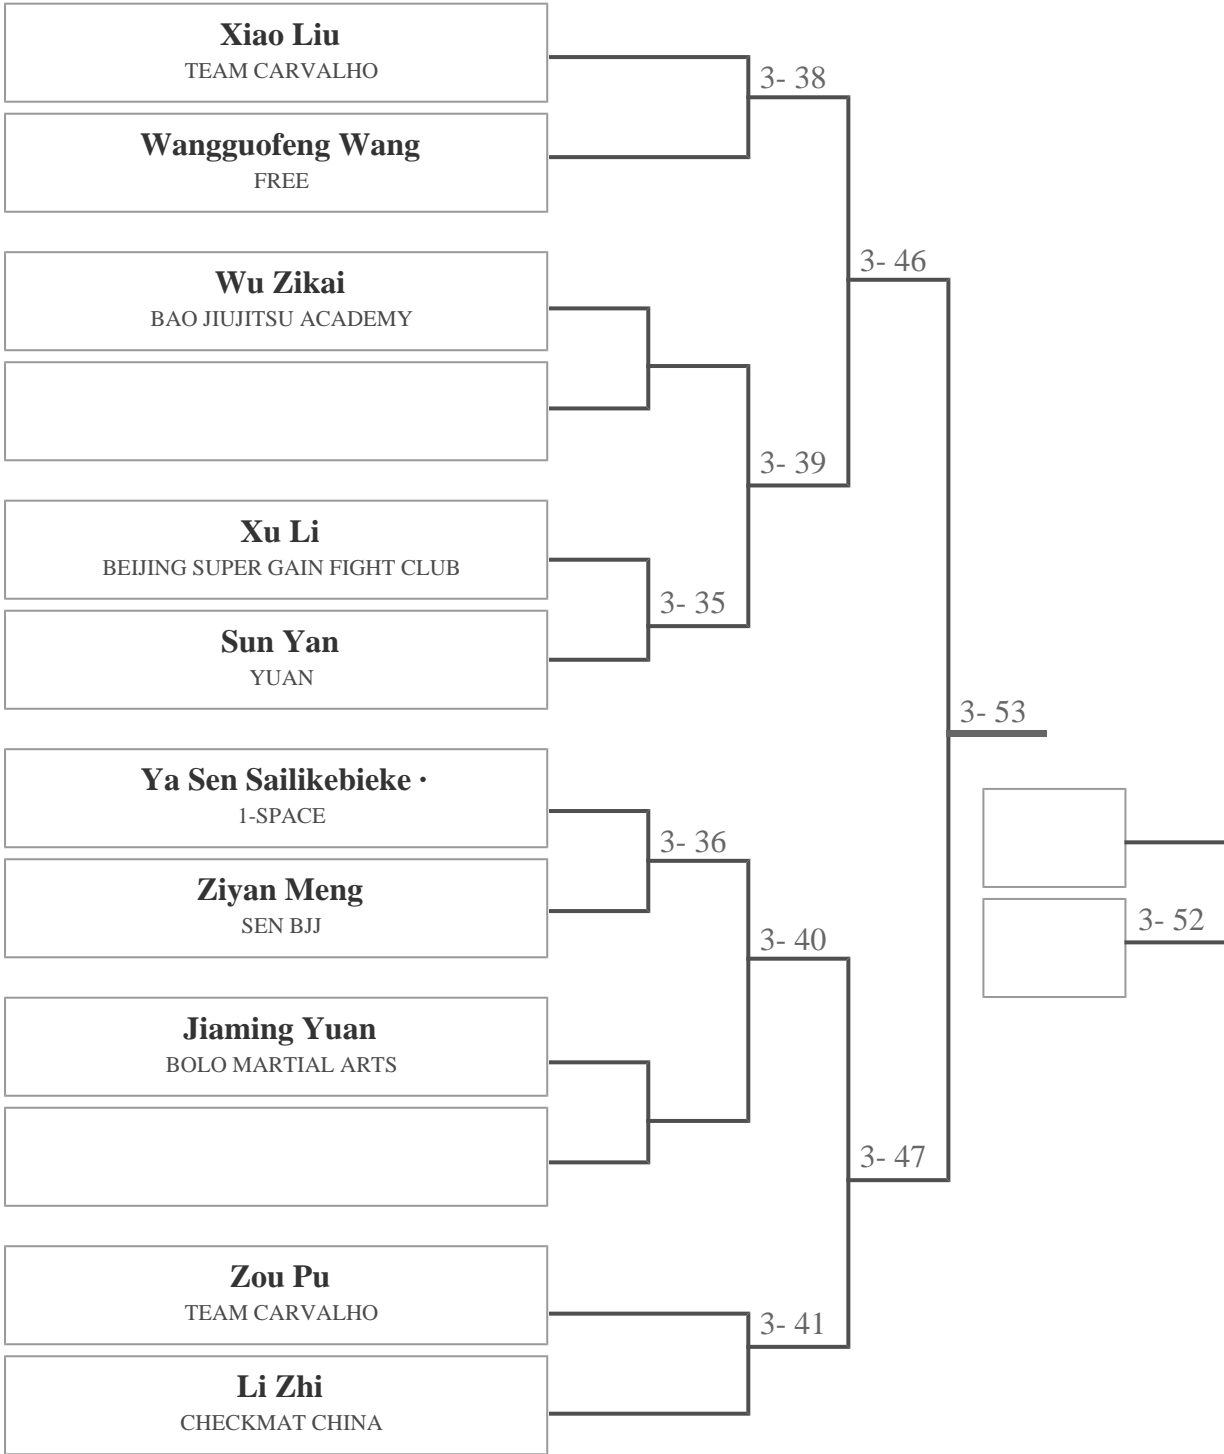 Xiao Liu
TEAM CARVALHO
3- 38
Wangguofeng Wang
FREE
3- 46
Wu Zikai
BAO JIUJITSU ACADEMY
3- 39
Xu Li
BEIJING SUPER GAIN FIGHT CLUB
3- 35
Sun Yan
YUAN
3- 53
Ya Sen Sailikebieke ·
1-SPACE
3- 36
Ziyan Meng
SEN BJJ
3- 52
3- 40
Jiaming Yuan
BOLO MARTIAL ARTS
3- 47
Zou Pu
TEAM CARVALHO
3- 41
Li Zhi
CHECKMAT CHINA